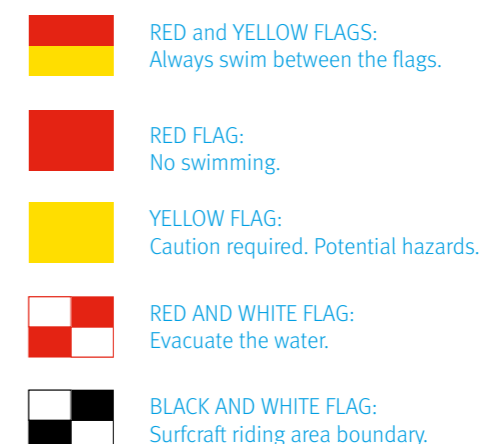 RED and YELLOW FLAGS:
Always swim between the flags.
RED FLAG:
No swimming.
YELLOW FLAG:
Caution required. Potential hazards.
RED AND WHITE FLAG:
Evacuate the water.
BLACK AND WHITE FLAG:
Surfcraft riding area boundary.